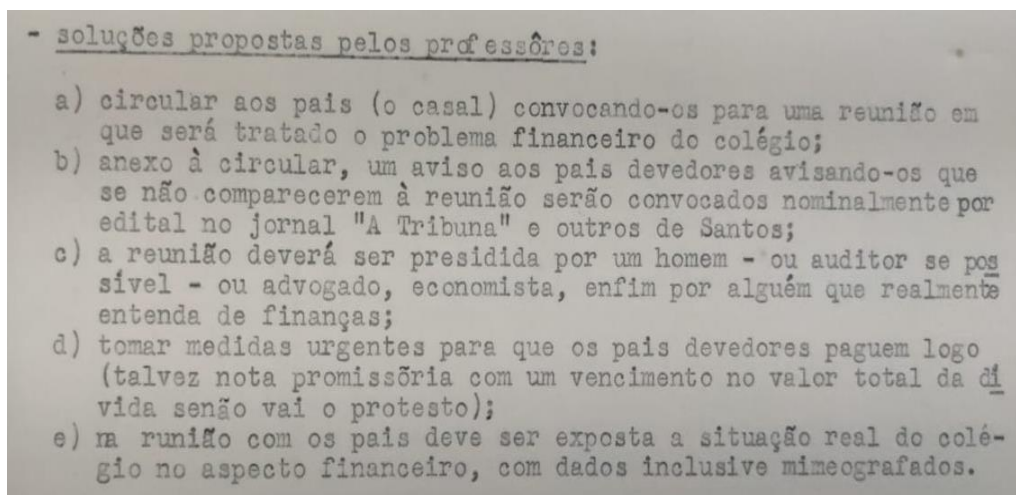 - soluções propostas pelos professôres:
a) circular aos pais (o casal) convocando-os para uma reunião em
que será tratado o problema financeiro do colégio;
b) anexo à circular, um aviso aos pais devedores avisando-os que
se não comparecerem à reunião serão convocados nominalmente por
edital no jornal "A Tribuna" e outros de Santos;
c) a reunião deverá ser presidida por um homem - ou auditor se pos
sível - ou advogado, economista, enfim por alguém que realmente
entenda de finanças;
d) tomar medidas urgentes para que os pais devedores paguem logo
(talvez nota promissõria com um vencimento no valor total da dí
vida senão vai o protesto);
e) na runião com os pais deve ser exposta a situação real do colé-
gio no aspecto financeiro, com dados inclusive mimeografados.